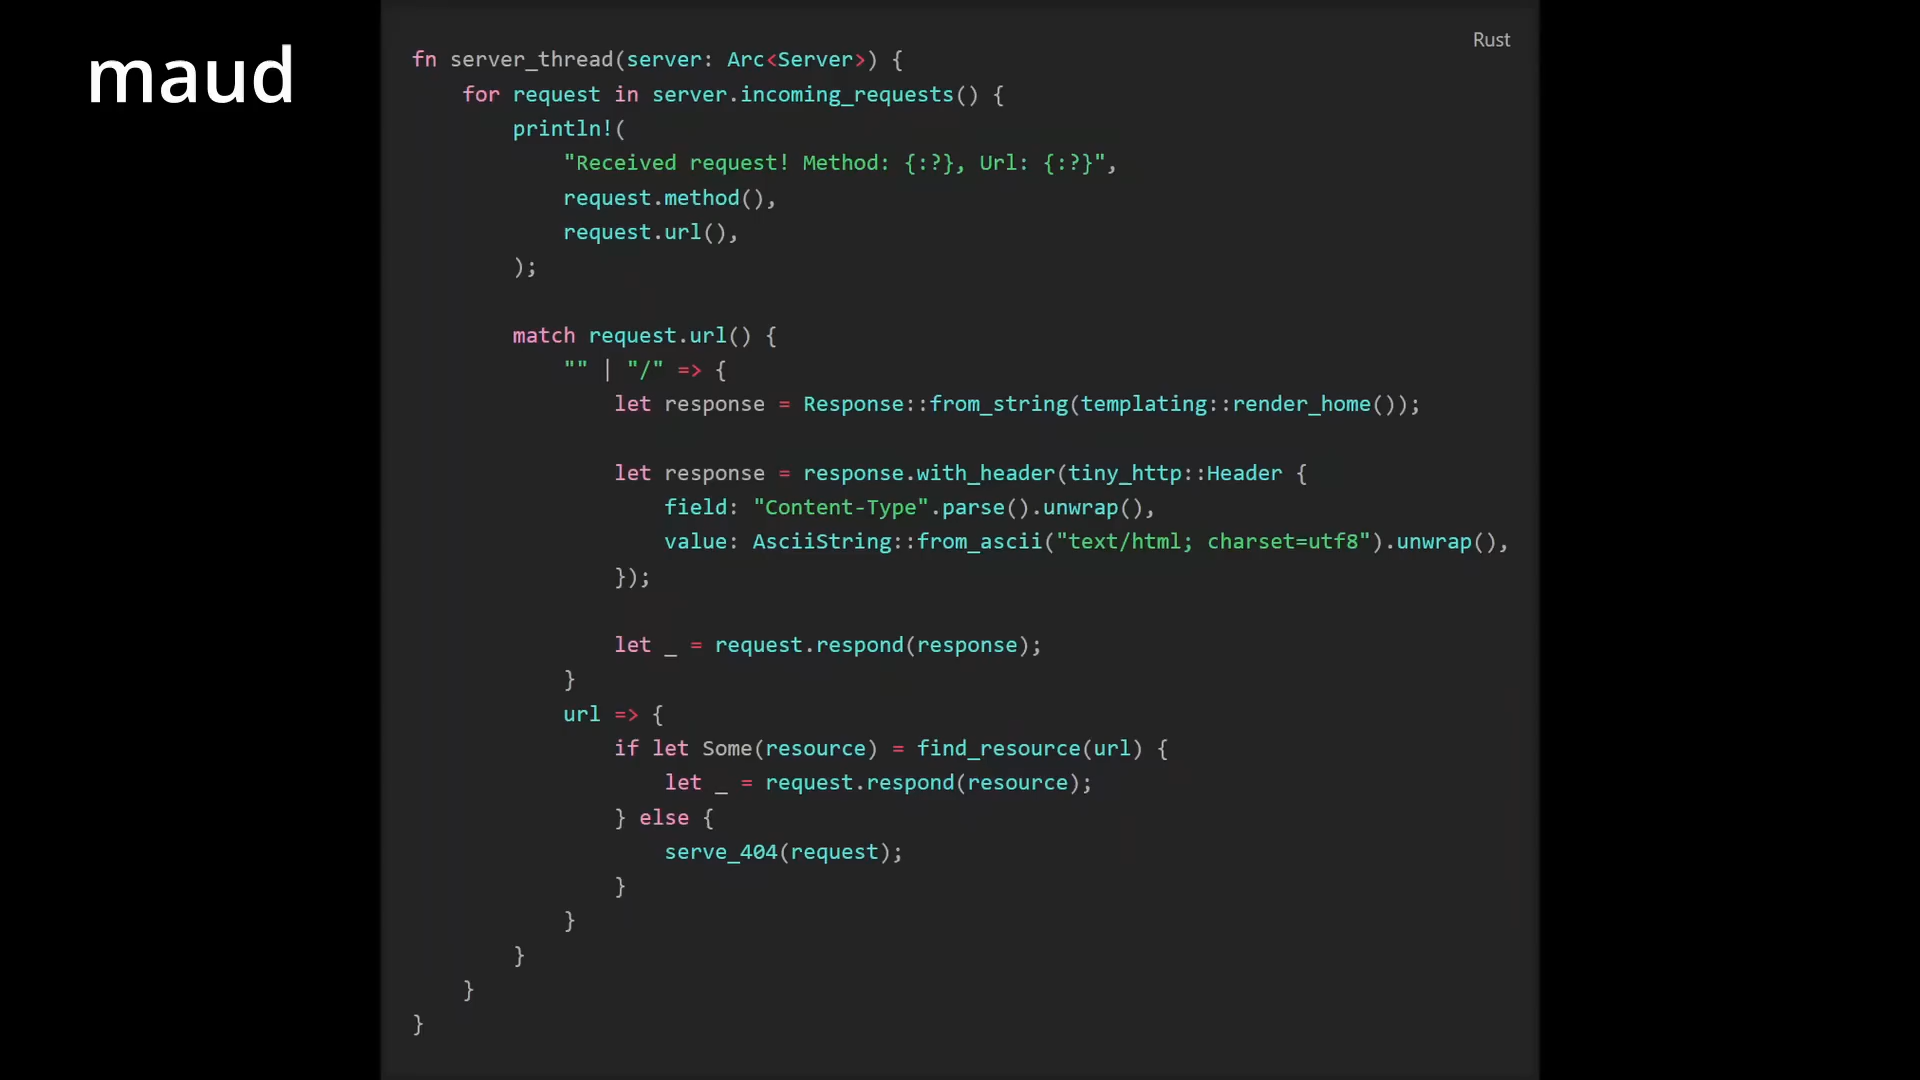 maud
Rust
fn server_thread(server: Arc<Server>) {
    for request in server.incoming_requests() {
        println!(
            "Received request! Method: {:?}, Url: {:?}",
            request.method(),
            request.url(),
        );

        match request.url() {
            "" | "/" => {
                let response = Response::from_string(templating::render_home());

                let response = response.with_header(tiny_http::Header {
                    field: "Content-Type".parse().unwrap(),
                    value: AsciiString::from_ascii("text/html; charset=utf8").unwrap(),
                });

                let _ = request.respond(response);
            }
            url => {
                if let Some(resource) = find_resource(url) {
                    let _ = request.respond(resource);
                } else {
                    serve_404(request);
                }
            }
        }
    }
}